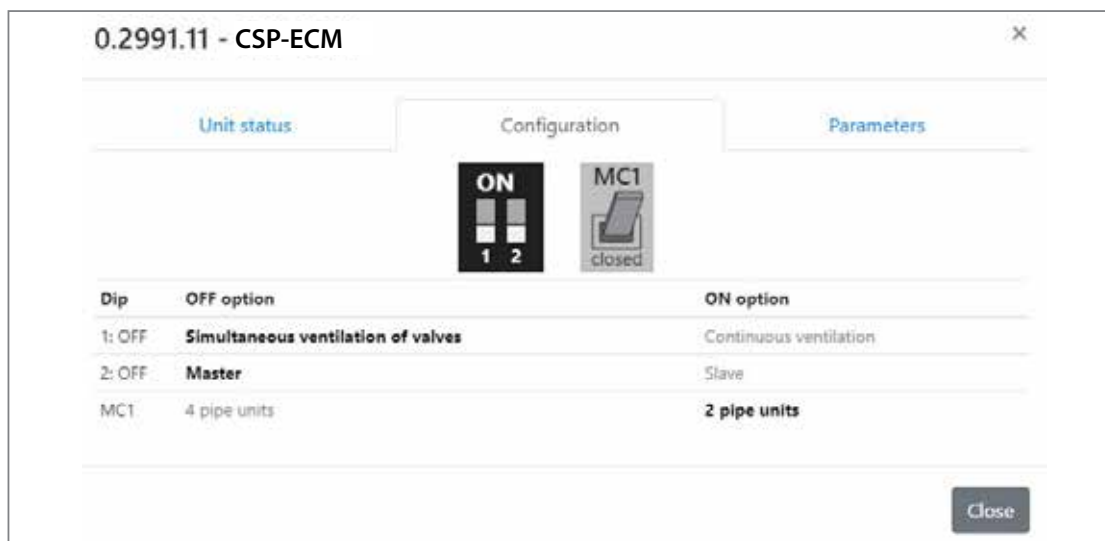 0.2991.11 - CSP-ECM ×
Unit status Configuration Parameters
ON MC1
1 2 closed
Dip OFF option ON option
1: OFF Simultaneous ventilation of valves Continuous ventilation
2: OFF Master Slave
MC1 4 pipe units 2 pipe units
Close